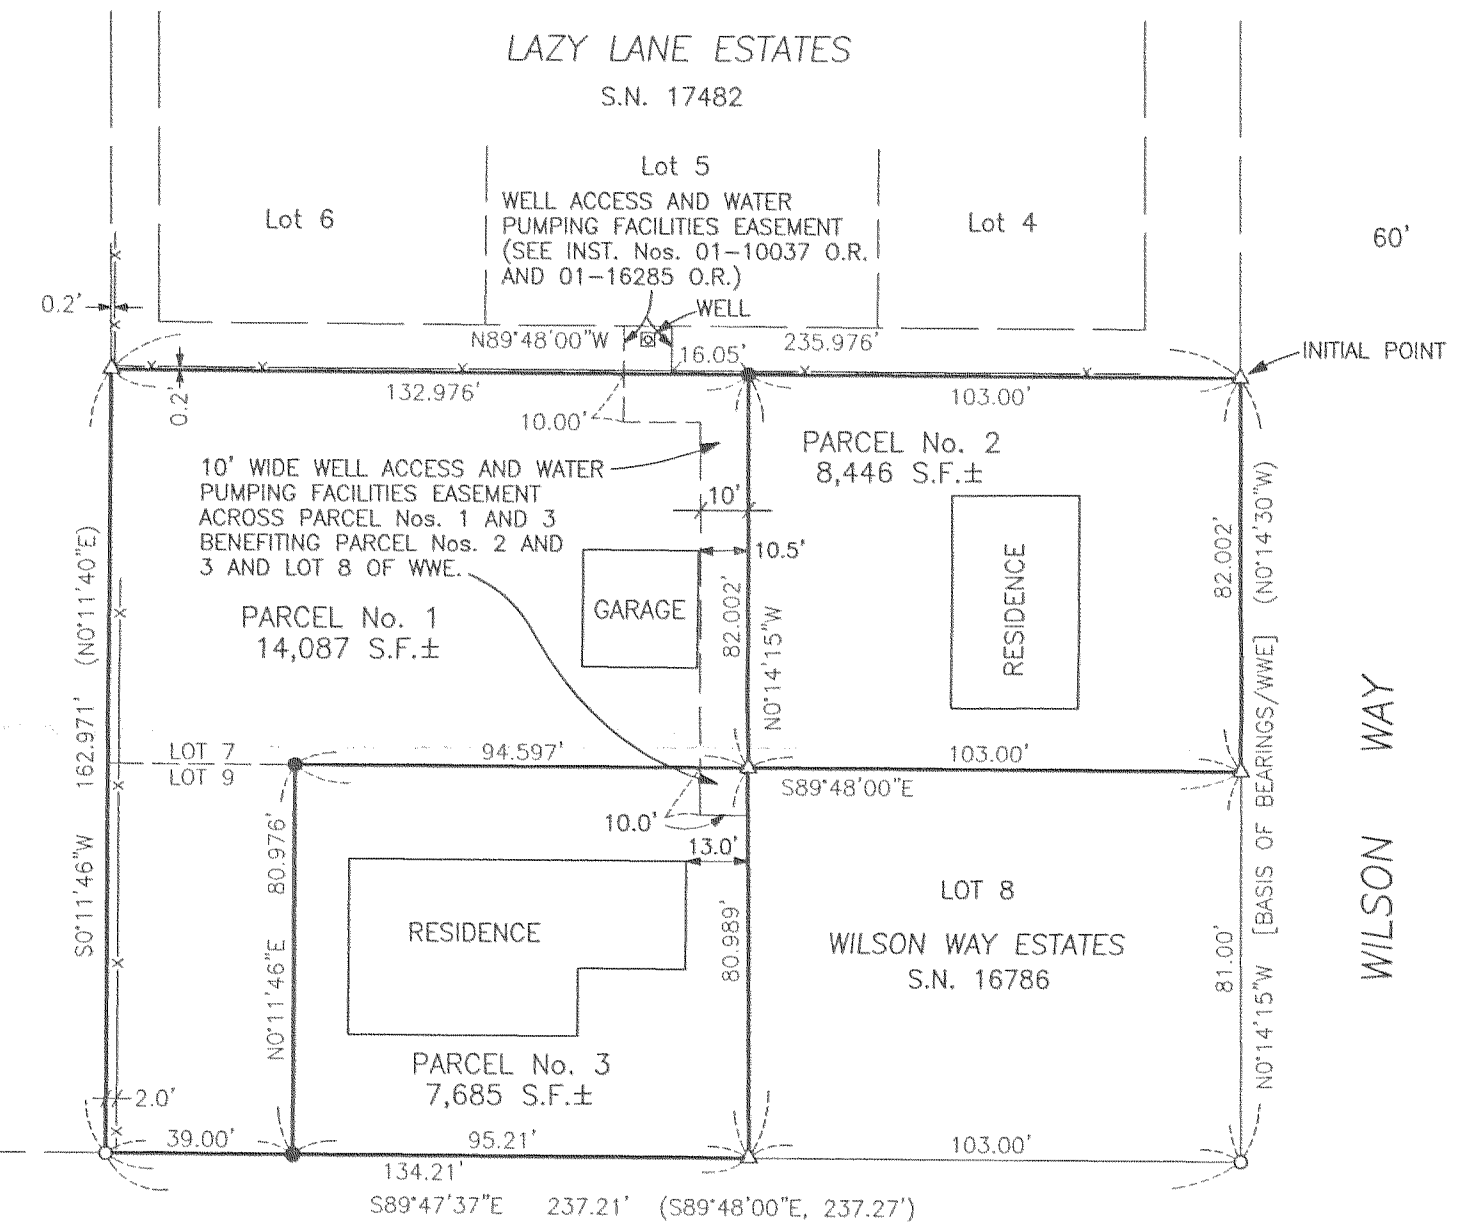 LAZY LANE ESTATES
S.N. 17482
Lot 6
Lot 5
WELL ACCESS AND WATER
PUMPING FACILITIES EASEMENT
(SEE INST. Nos. 01-10037 O.R.
AND 01-16285 O.R.)
Lot 4
60'
0.2'
WELL
N89°48'00"W
235.976'
16.05'
INITIAL POINT
132.976'
103.00'
0.2'
10.00'
PARCEL No. 2
8,446 S.F.±
10' WIDE WELL ACCESS AND WATER
PUMPING FACILITIES EASEMENT
ACROSS PARCEL Nos. 1 AND 3
BENEFITING PARCEL Nos. 2 AND
3 AND LOT 8 OF WWE.
10'
10.5'
GARAGE
RESIDENCE
PARCEL No. 1
14,087 S.F.±
82.002'
N0°14'15"W
82.002'
(N0°14'30"W)
S0°11'46"W 162.971' (N0°11'40"E)
LOT 7
LOT 9
94.597'
103.00'
S89°48'00"E
10.0'
13.0'
N0°11'46"E 80.976'
RESIDENCE
80.989'
LOT 8
WILSON WAY ESTATES
S.N. 16786
81.00'
N0°14'15"W [BASIS OF BEARINGS/WWE]
WILSON WAY
PARCEL No. 3
7,685 S.F.±
2.0'
39.00'
95.21'
103.00'
134.21'
S89°47'37"E 237.21' (S89°48'00"E, 237.27')